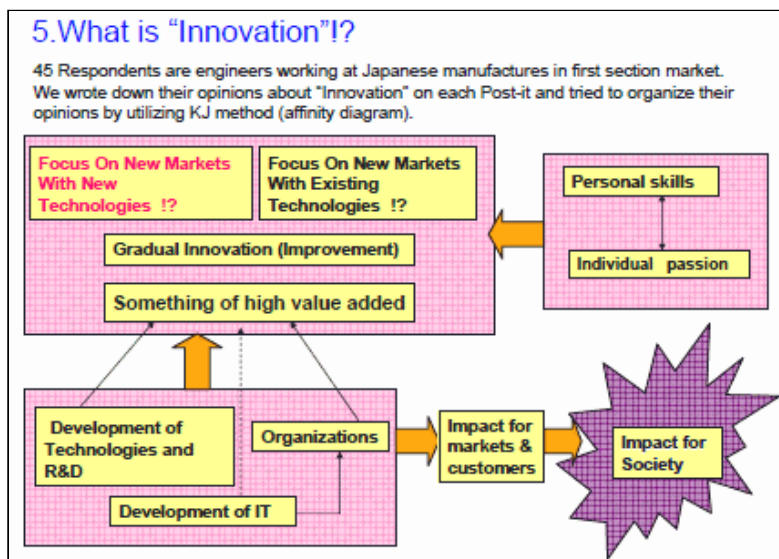 5.What is “Innovation”!?
45 Respondents are engineers working at Japanese manufactures in first section market.
We wrote down their opinions about “Innovation” on each Post-it and tried to organize their
opinions by utilizing KJ method (affinity diagram).
Focus On New Markets
With New
Technologies !?
Focus On New Markets
With Existing
Technologies !?
Gradual Innovation (Improvement)
Something of high value added
Personal skills
Individual passion
Development of
Technologies and
R&D
Organizations
Development of IT
Impact for
markets &
customers
Impact for
Society